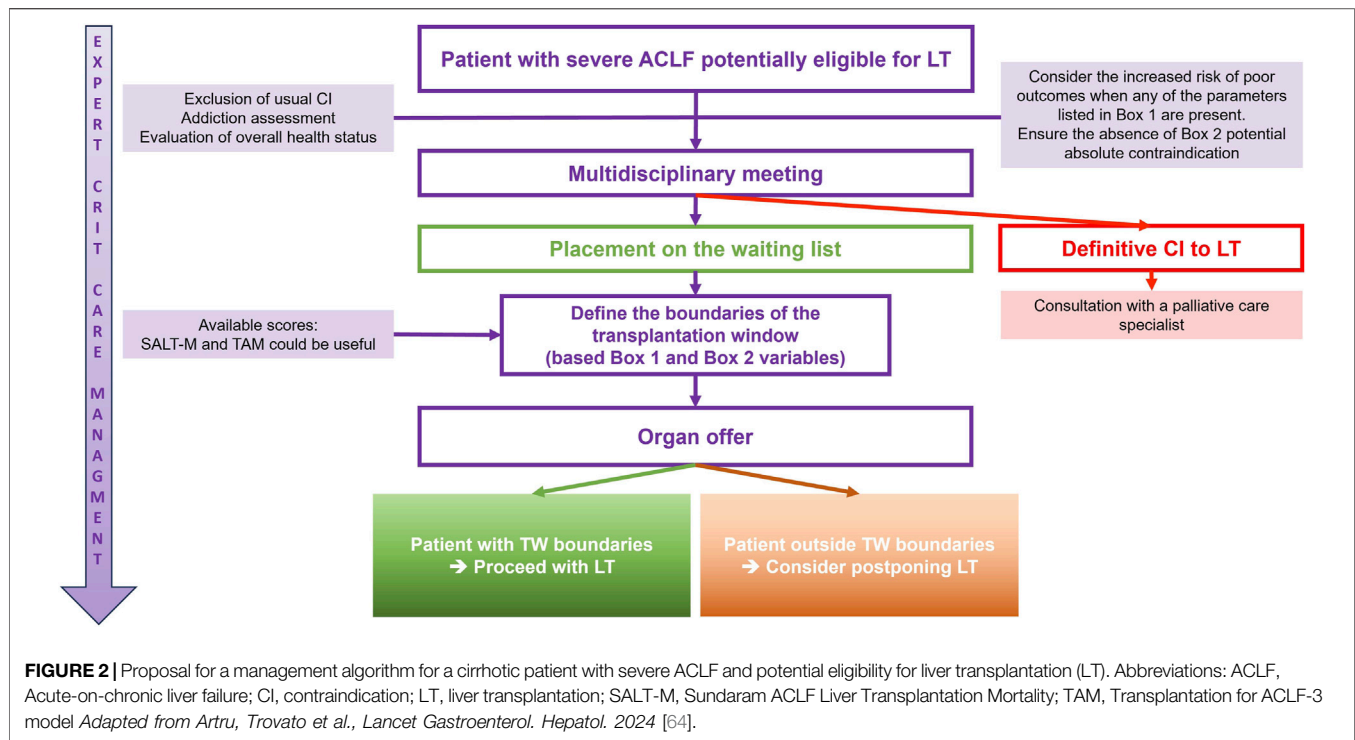 EXPERT CRIT CARE MANAGMENT
Patient with severe ACLF potentially eligible for LT
Exclusion of usual CI
Addiction assessment
Evaluation of overall health status
Consider the increased risk of poor
outcomes when any of the parameters
listed in Box 1 are present.
Ensure the absence of Box 2 potential
absolute contraindication
Multidisciplinary meeting
Placement on the waiting list
Definitive CI to LT
Consultation with a palliative care
specialist
Available scores:
SALT-M and TAM could be useful
Define the boundaries of the
transplantation window
(based Box 1 and Box 2 variables)
Organ offer
Patient with TW boundaries
➔ Proceed with LT
Patient outside TW boundaries
➔ Consider postponing LT
FIGURE 2 | Proposal for a management algorithm for a cirrhotic patient with severe ACLF and potential eligibility for liver transplantation (LT). Abbreviations: ACLF,
Acute-on-chronic liver failure; CI, contraindication; LT, liver transplantation; SALT-M, Sundaram ACLF Liver Transplantation Mortality; TAM, Transplantation for ACLF-3
model Adapted from Artru, Trovato et al., Lancet Gastroenterol. Hepatol. 2024 [64].